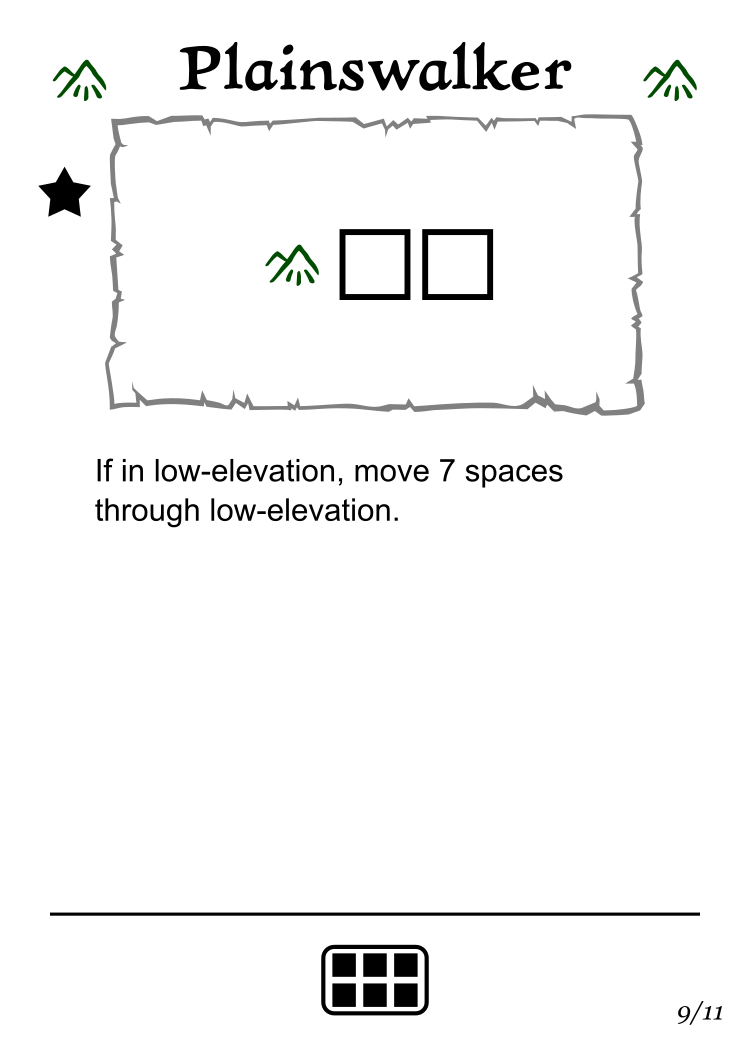 Plainswalker
If in low-elevation, move 7 spaces
through low-elevation.
9/11